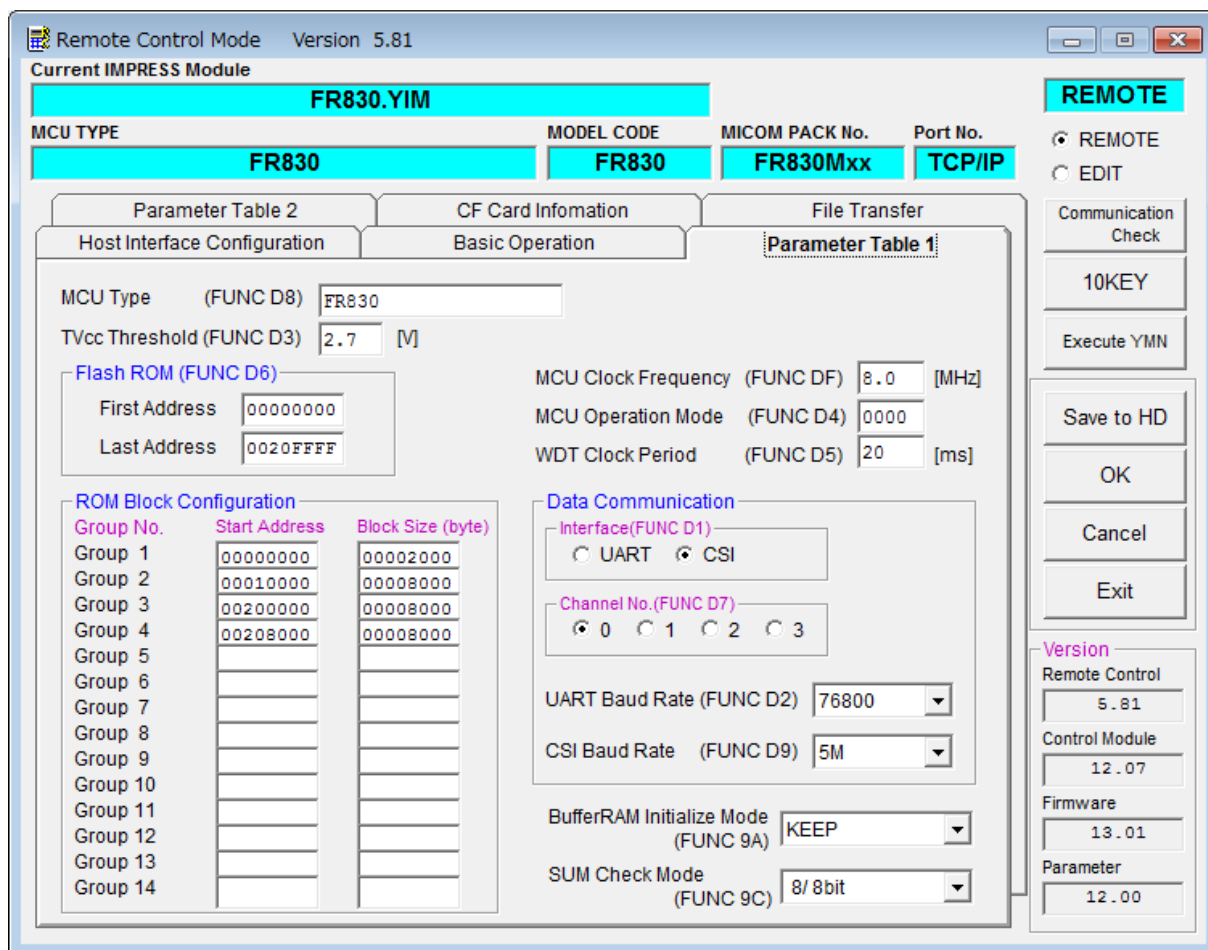 Remote Control Mode Version 5.81
Current IMPRESS Module
FR830.YIM
REMOTE
MCU TYPE MODEL CODE MICOM PACK No. Port No.
FR830 FR830 FR830Mxx TCP/IP
REMOTE
EDIT
Parameter Table 2 CF Card Infomation File Transfer
Host Interface Configuration Basic Operation Parameter Table 1
MCU Type (FUNC D8) FR830
TVcc Threshold (FUNC D3) 2.7 [V]
Flash ROM (FUNC D6)
First Address 00000000
Last Address 0020FFFF
MCU Clock Frequency (FUNC DF) 8.0 [MHz]
MCU Operation Mode (FUNC D4) 0000
WDT Clock Period (FUNC D5) 20 [ms]
ROM Block Configuration
Group No. Start Address Block Size (byte)
Group 1 00000000 00002000
Group 2 00010000 00008000
Group 3 00200000 00008000
Group 4 00208000 00008000
Group 5
Group 6
Group 7
Group 8
Group 9
Group 10
Group 11
Group 12
Group 13
Group 14
Data Communication
Interface(FUNC D1)
UART CSI
Channel No.(FUNC D7)
0 1 2 3
UART Baud Rate (FUNC D2) 76800
CSI Baud Rate (FUNC D9) 5M
BufferRAM Initialize Mode
(FUNC 9A)
KEEP
SUM Check Mode
(FUNC 9C)
8/ 8bit
Communication
Check
10KEY
Execute YMN
Save to HD
OK
Cancel
Exit
Version
Remote Control
5.81
Control Module
12.07
Firmware
13.01
Parameter
12.00